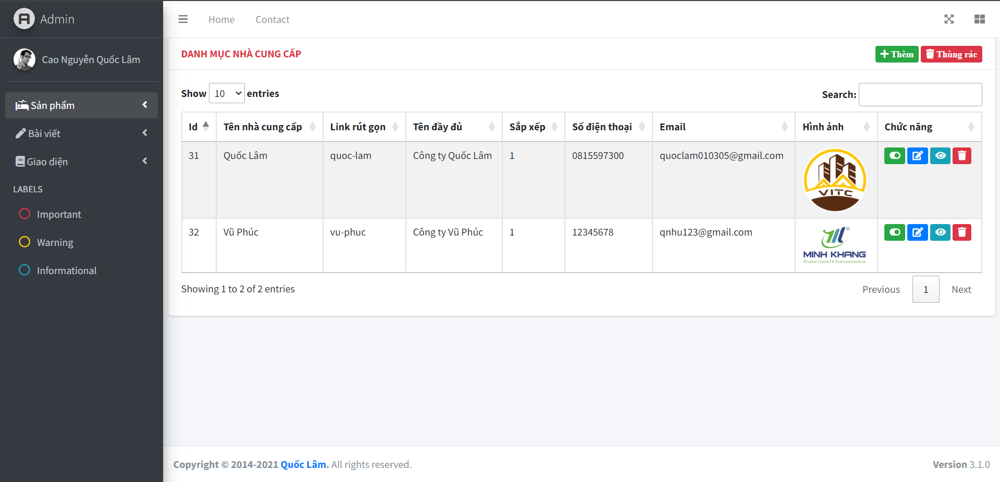 Admin
Home Contact
Cao Nguyễn Quốc Lâm
Sản phẩm
Bài viết
Giao diện
LABELS
Important
Warning
Informational
DANH MỤC NHÀ CUNG CẤP
Thêm Thùng rác
Show 10 entries
Search:
Id Tên nhà cung cấp Link rút gọn Tên đầy đủ Sắp xếp Số điện thoại Email Hình ảnh Chức năng
31 Quốc Lâm quoc-lam Công ty Quốc Lâm 1 0815597300 quoclam010305@gmail.com
VITC
32 Vũ Phúc vu-phuc Công ty Vũ Phúc 1 12345678 qnhu123@gmail.com
®
MINH KHANG
Process Control & Instrumentations
Showing 1 to 2 of 2 entries
Previous 1 Next
Copyright © 2014-2021 Quốc Lâm. All rights reserved.
Version 3.1.0